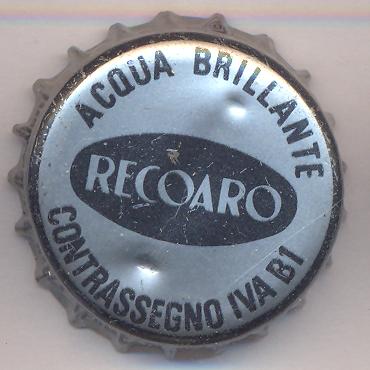 ACQUA BRILLANTE
RECOARO
CONTRASSEGNO IVA B1